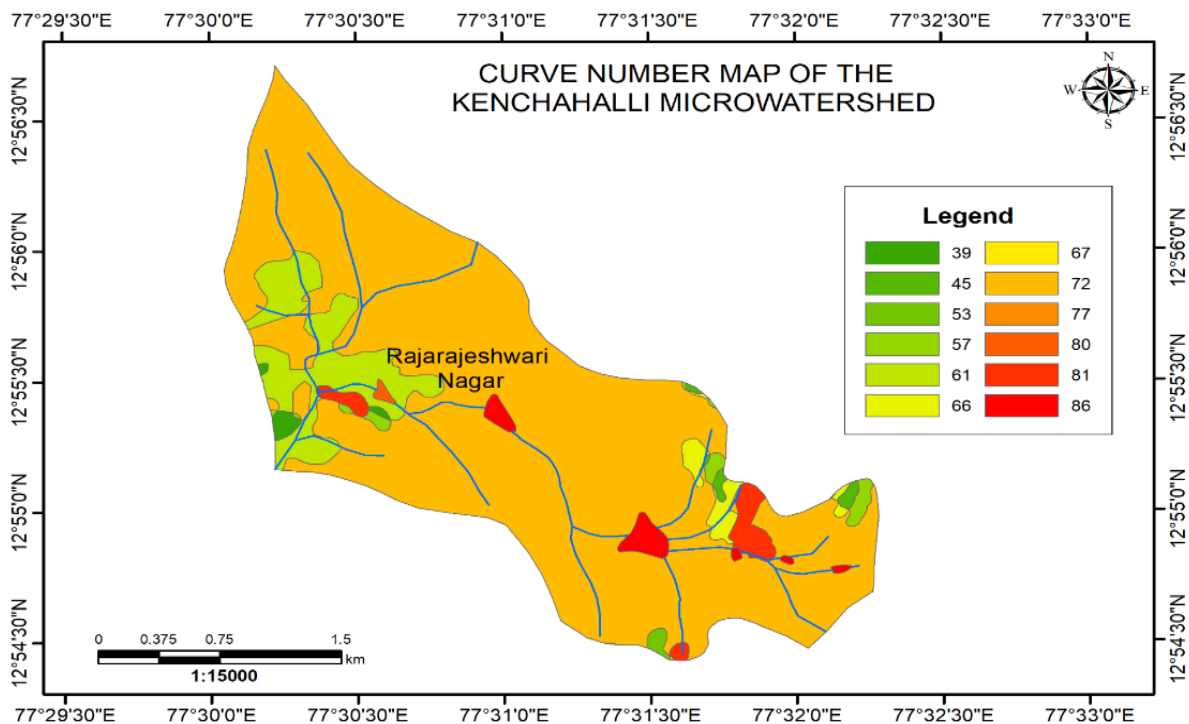 77°29'30"E 77°30'0"E 77°30'30"E 77°31'0"E 77°31'30"E 77°32'0"E 77°32'30"E 77°33'0"E
CURVE NUMBER MAP OF THE
KENCHAHALLI MICROWATERSHED
N
W E
S
12°56'30"N 12°56'30"N
Legend
39 67
45 72
53 77
57 80
61 81
66 86
12°56'0"N 12°56'0"N
Rajarajeshwari
Nagar
12°55'30"N 12°55'30"N
12°55'0"N 12°55'0"N
12°54'30"N 12°54'30"N
0 0.375 0.75 1.5
km
1:15000
77°29'30"E 77°30'0"E 77°30'30"E 77°31'0"E 77°31'30"E 77°32'0"E 77°32'30"E 77°33'0"E